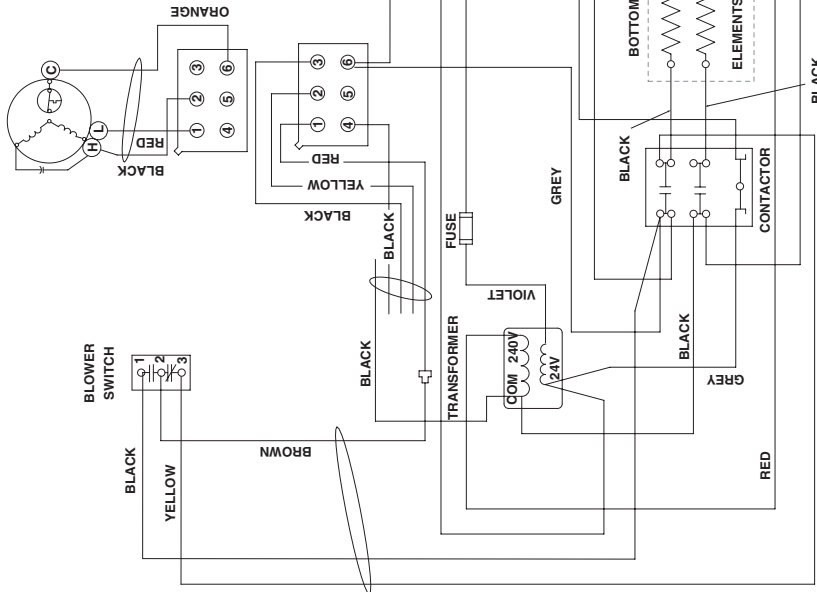 ORANGE
C
L
H
RED
BLACK
3 6
2 5
1 4
3 6
2 5
1 4
RED
YELLOW
BLACK
BLACK
BOTTOM
ELEMENTS
BLACK
BLACK
CONTACTOR
GREY
FUSE
VIOLET
TRANSFORMER
COM 240V
24V
BLACK
GREY
BLACK
BLOWER
SWITCH
1
2
3
BROWN
BLACK
YELLOW
RED